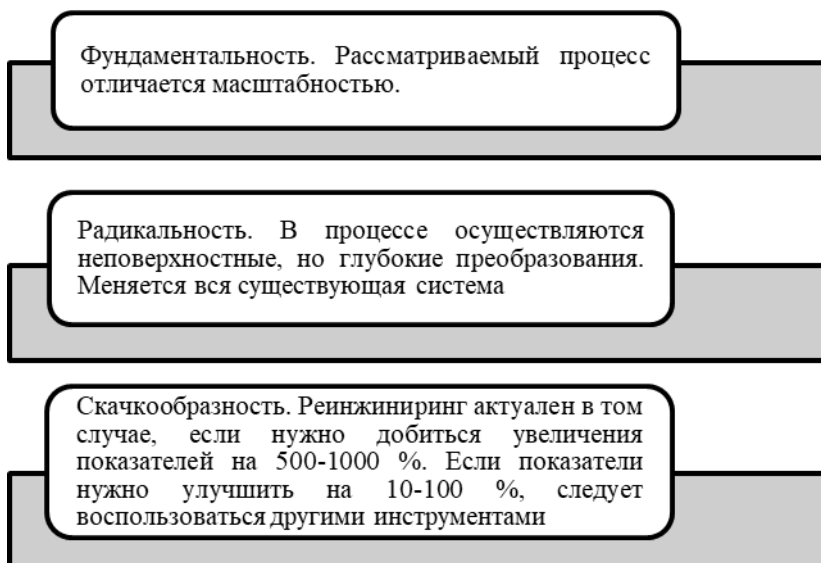 Фундаментальность. Рассматриваемый процесс
отличается масштабностью.
Радикальность. В процессе осуществляются
неповерхностные, но глубокие преобразования.
Меняется вся существующая система
Скачкообразность. Реинжиниринг актуален в том
случае, если нужно добиться увеличения
показателей на 500-1000 %. Если показатели
нужно улучшить на 10-100 %, следует
воспользоваться другими инструментами